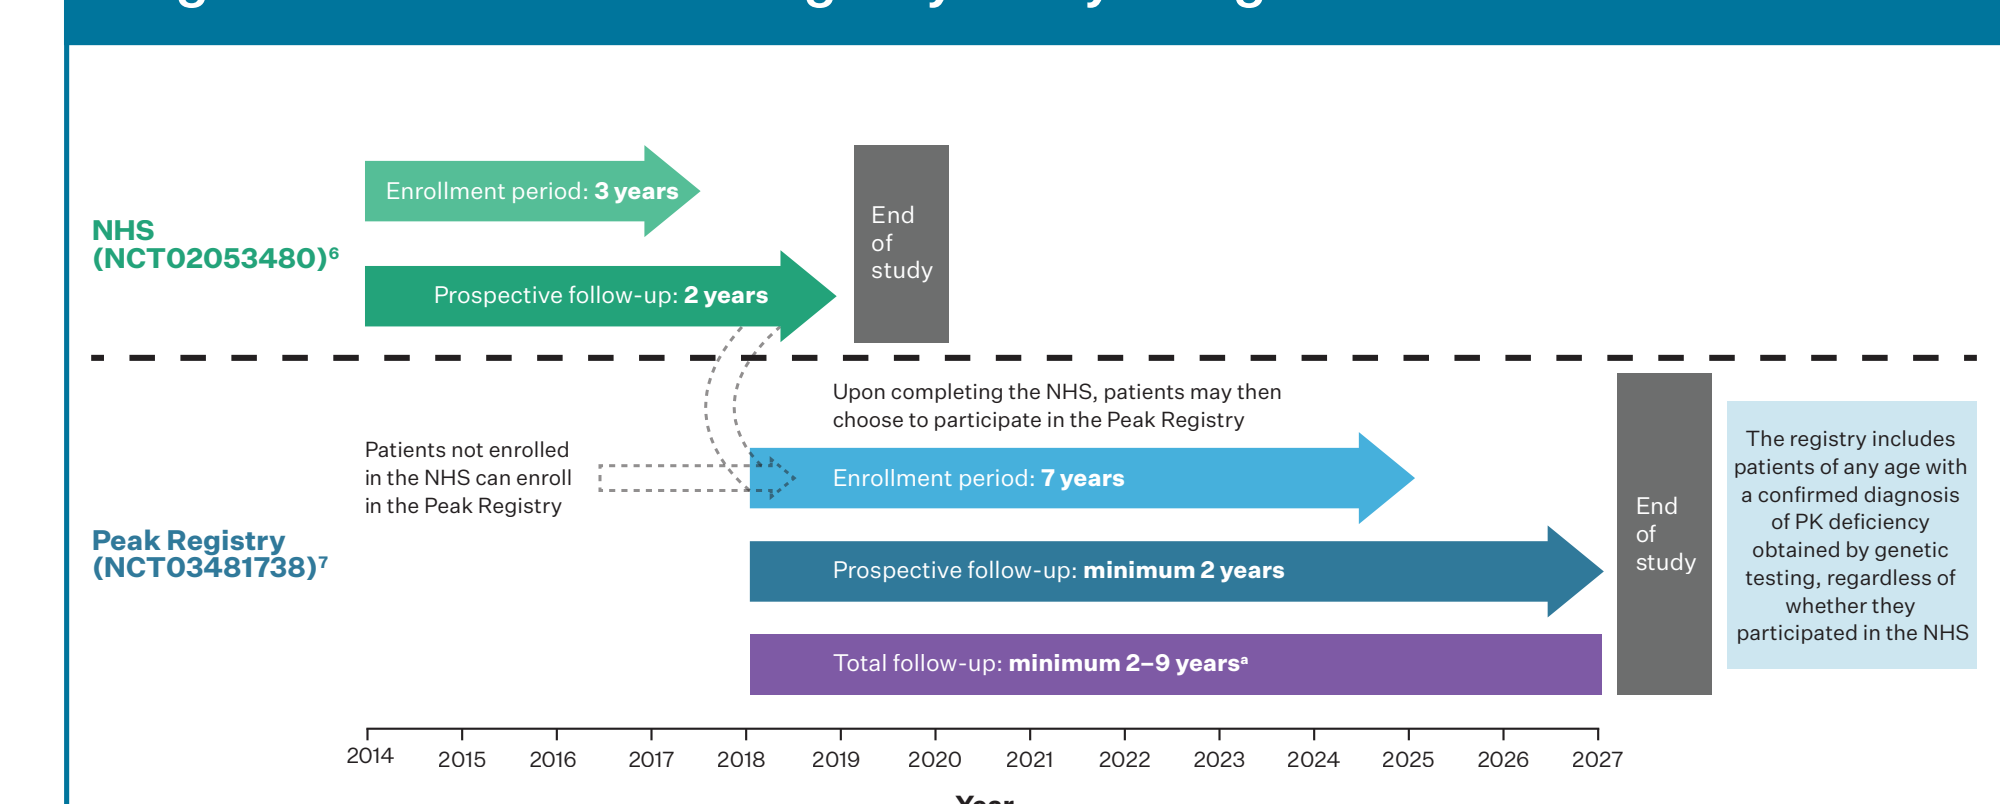 Enrollment period: 3 years
NHS
(NCT02053480)6
Prospective follow-up: 2 years
End
of
study
Upon completing the NHS, patients may then
choose to participate in the Peak Registry
Patients not enrolled
in the NHS can enroll
in the Peak Registry
Enrollment period: 7 years
Peak Registry
(NCT03481738)7
Prospective follow-up: minimum 2 years
Total follow-up: minimum 2–9 yearsa
End
of
study
The registry includes
patients of any age with
a confirmed diagnosis
of PK deficiency
obtained by genetic
testing, regardless of
whether they
participated in the NHS
2014 2015 2016 2017 2018 2019 2020 2021 2022 2023 2024 2025 2026 2027
Year